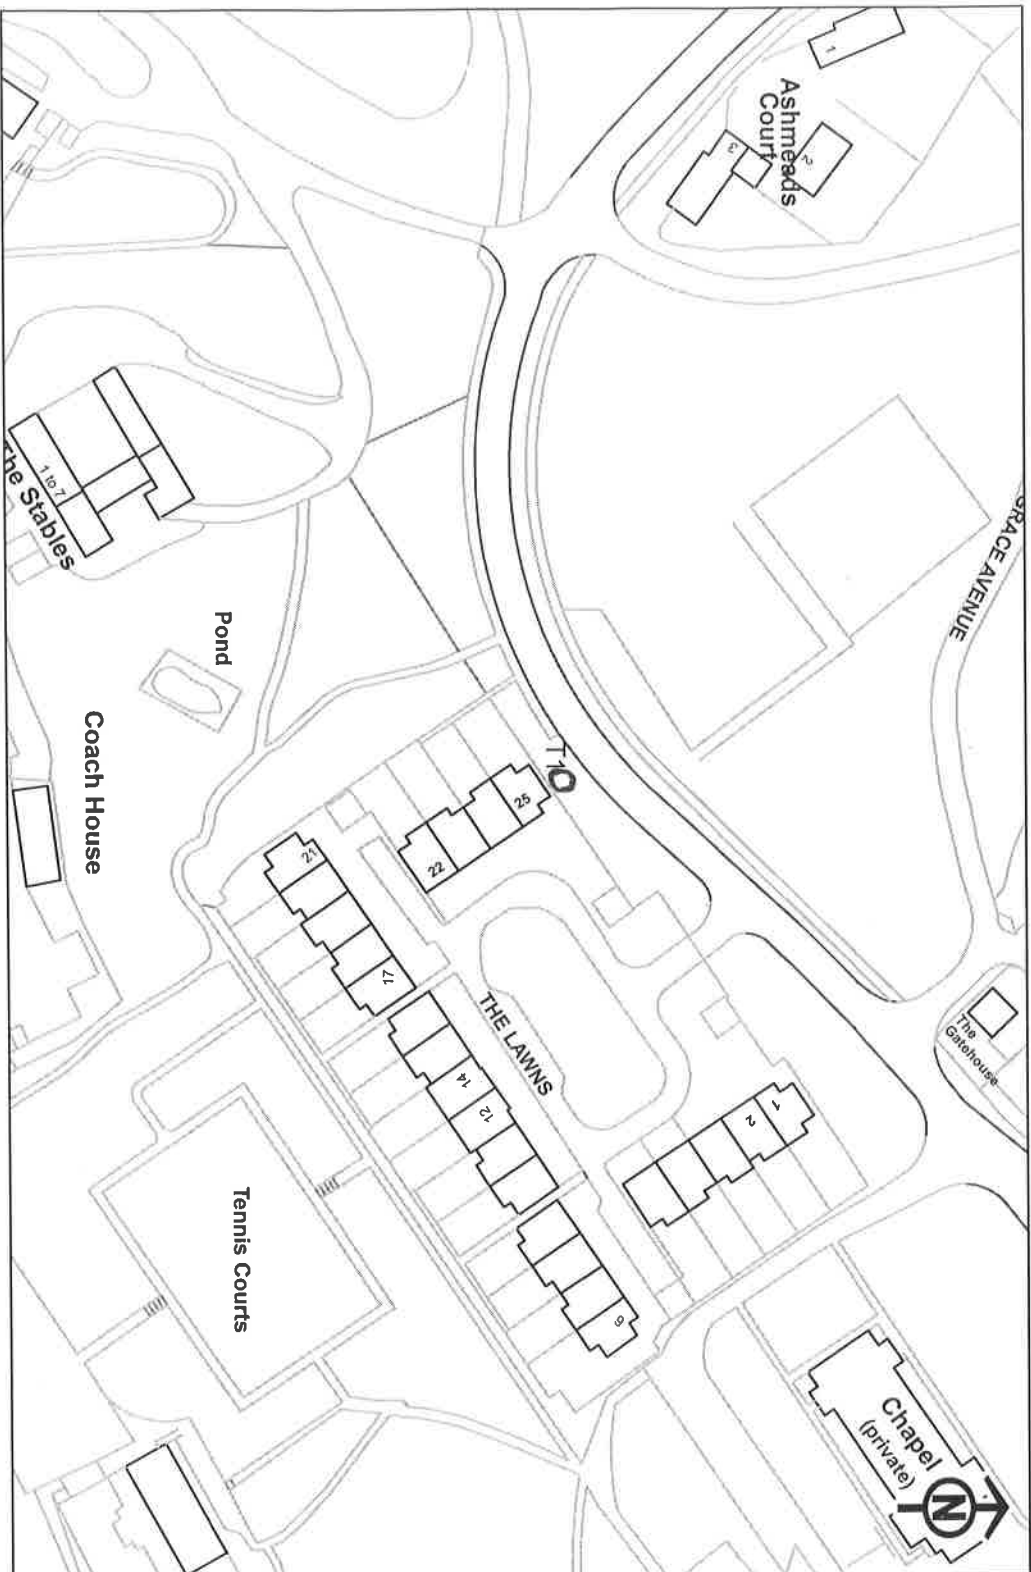 1
Ashmeads
Court
2
3
GRACE AVENUE
The Stables
1 to 7
Pond
Coach House
T1
25
22
21
17
THE LAWNS
14
12
The
Gatehouse
1
2
6
Tennis Courts
Chapel
(private)
N